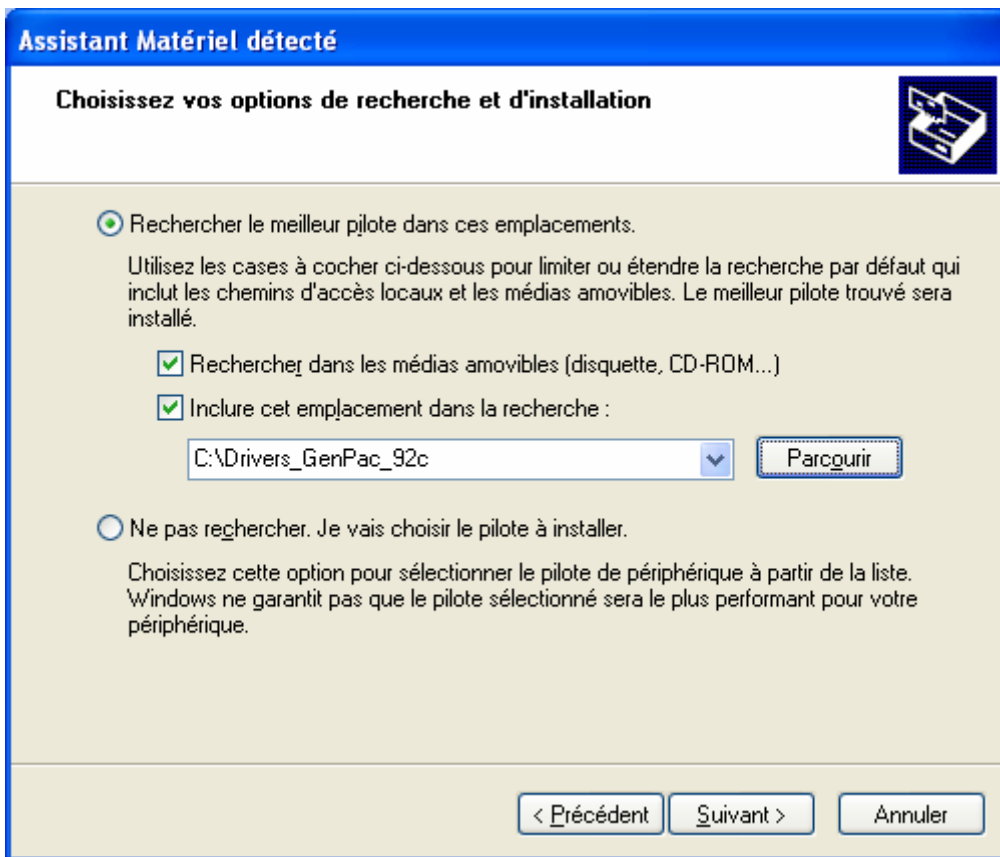 Assistant Matériel détecté
Choisissez vos options de recherche et d'installation
Rechercher le meilleur pilote dans ces emplacements.
Utilisez les cases à cocher ci-dessous pour limiter ou étendre la recherche par défaut qui
inclut les chemins d'accès locaux et les médias amovibles. Le meilleur pilote trouvé sera
installé.
Rechercher dans les médias amovibles (disquette, CD-ROM...)
Inclure cet emplacement dans la recherche :
C:\Drivers_GenPac_92c
Parcourir
Ne pas rechercher. Je vais choisir le pilote à installer.
Choisissez cette option pour sélectionner le pilote de périphérique à partir de la liste.
Windows ne garantit pas que le pilote sélectionné sera le plus performant pour votre
périphérique.
< Précédent
Suivant >
Annuler